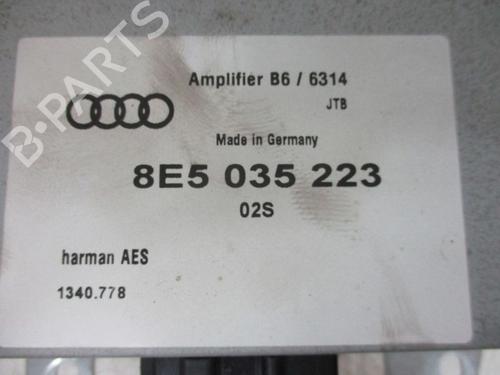 B-PARTS
Amplifier B6 / 6314
JTB
Made in Germany
8E5 035 223
02S
harman AES
1340.778